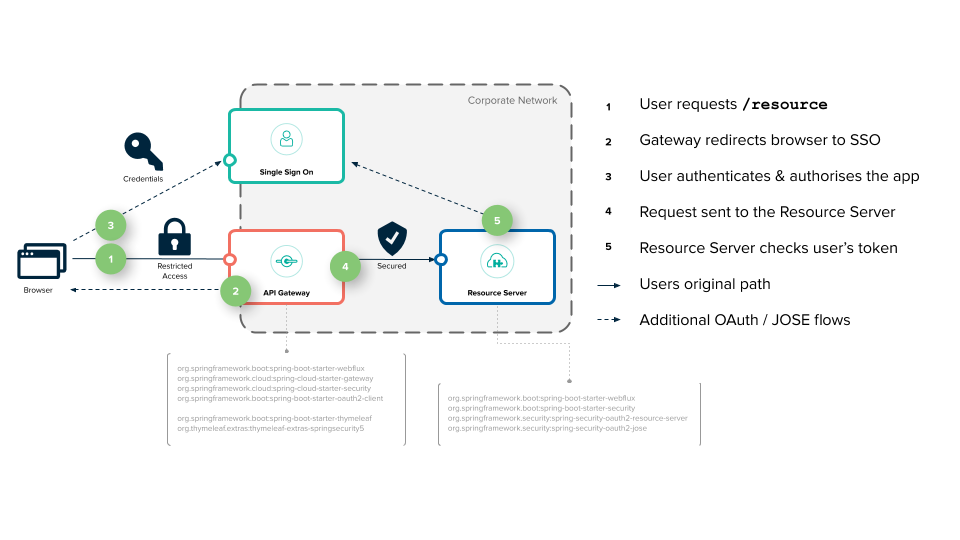 Corporate Network
Single Sign On
Credentials
3
1
Restricted
Access
Browser
2
API Gateway
4
Secured
5
Resource Server
org.springframework.boot:spring-boot-starter-webflux
org.springframework.cloud:spring-cloud-starter-gateway
org.springframework.cloud:spring-cloud-starter-security
org.springframework.boot:spring-boot-starter-oauth2-client
org.springframework.boot:spring-boot-starter-thymeleaf
org.thymeleaf.extras:thymeleaf-extras-springsecurity5
org.springframework.boot:spring-boot-starter-webflux
org.springframework.boot:spring-boot-starter-security
org.springframework.security:spring-security-oauth2-resource-server
org.springframework.security:spring-security-oauth2-jose
1 User requests /resource
2 Gateway redirects browser to SSO
3 User authenticates & authorises the app
4 Request sent to the Resource Server
5 Resource Server checks user’s token
Users original path
Additional OAuth / JOSE flows